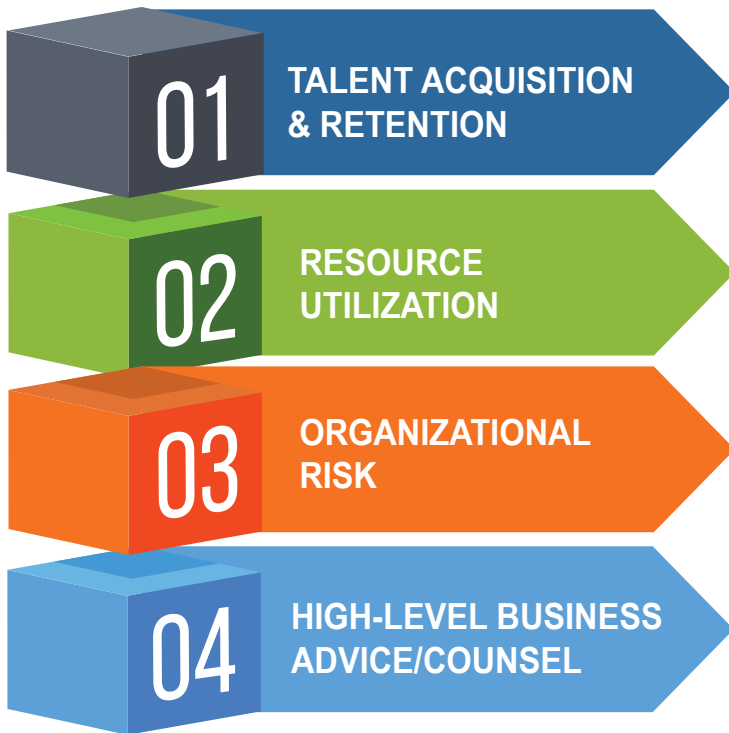 01
TALENT ACQUISITION
& RETENTION
02
RESOURCE
UTILIZATION
03
ORGANIZATIONAL
RISK
04
HIGH-LEVEL BUSINESS
ADVICE/COUNSEL